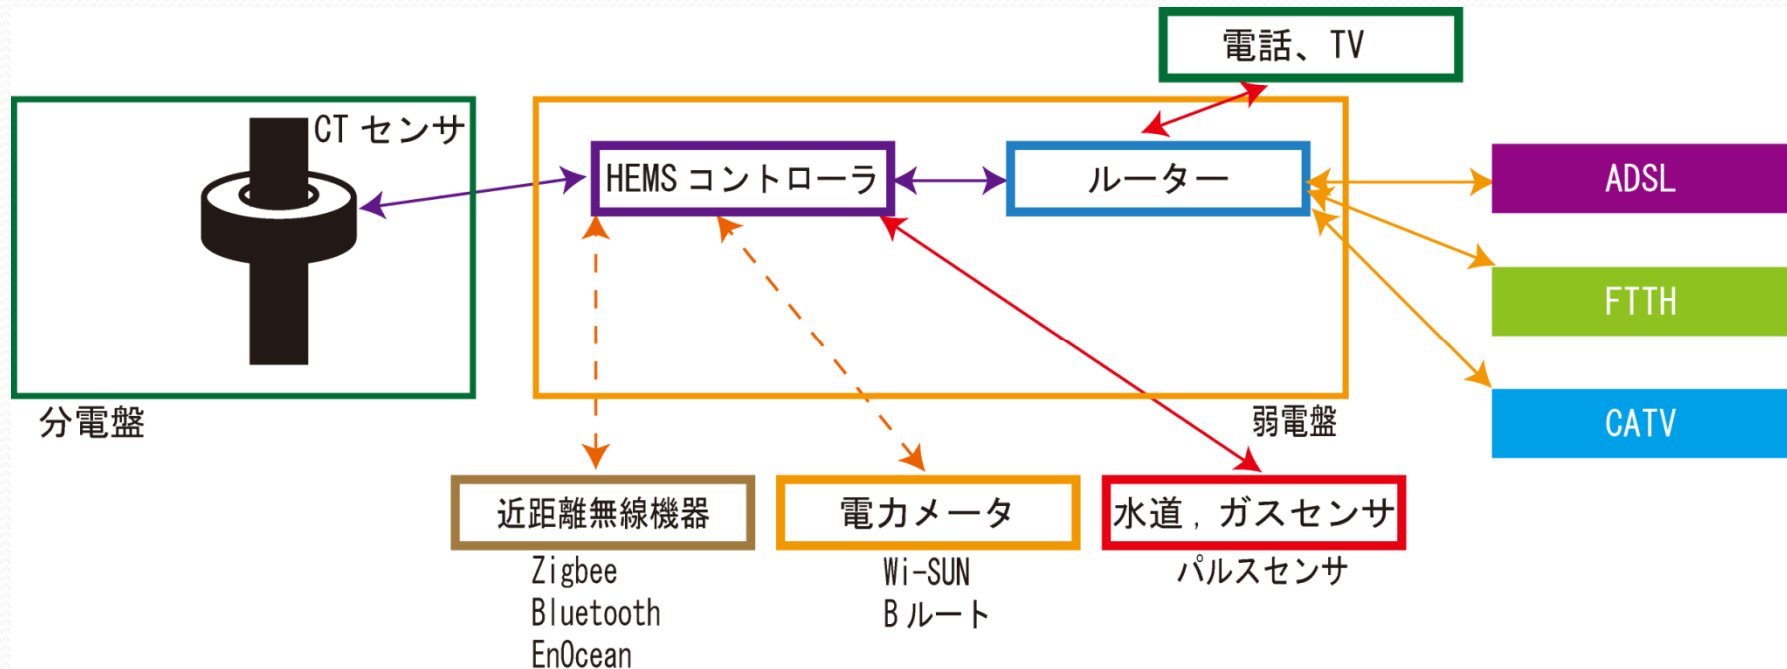 電話、TV
CT センサ
HEMS コントローラ
ルーター
ADSL
FTTH
CATV
分電盤
弱電盤
近距離無線機器
Zigbee
Bluetooth
EnOcean
電力メータ
Wi-SUN
B ルート
水道，ガスセンサ
パルスセンサ